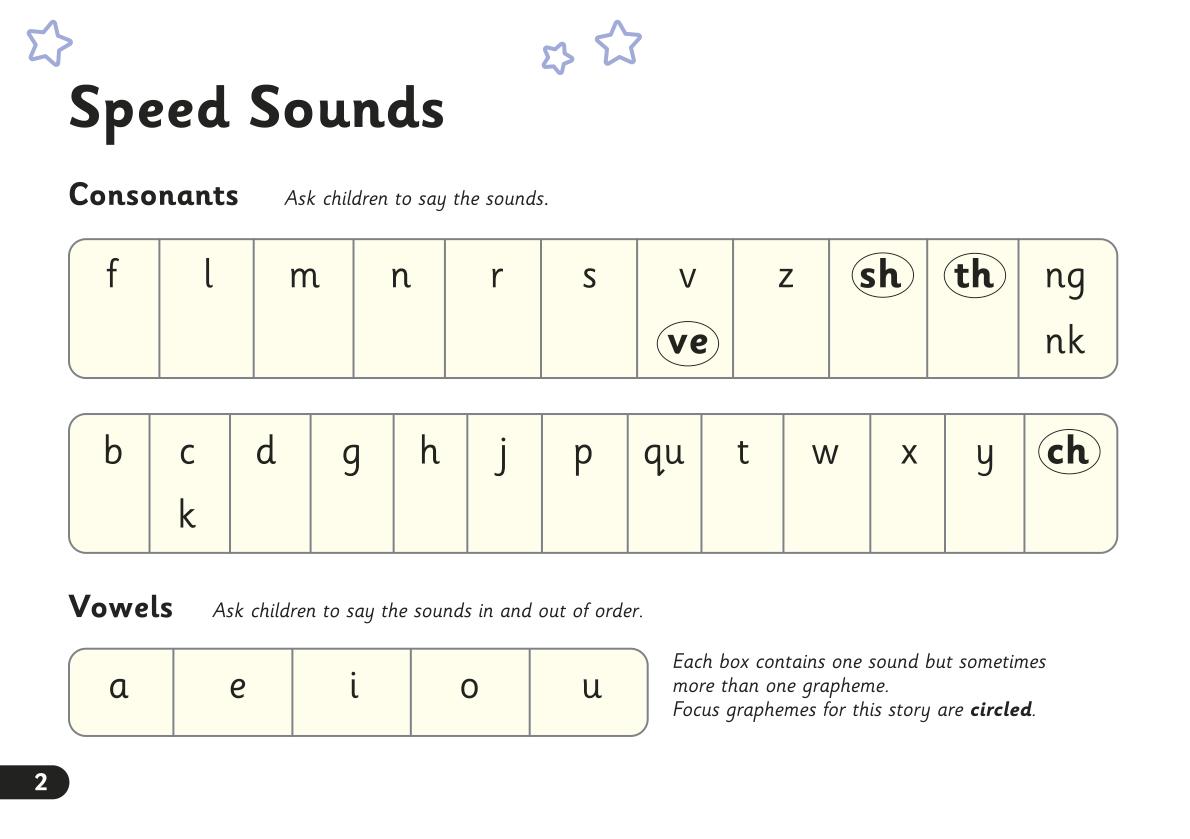 Speed Sounds
Consonants Ask children to say the sounds.
f l m n r s v z sh th ng
ve nk
b c d g h j p qu t w x y ch
k
Vowels Ask children to say the sounds in and out of order.
a e i o u
Each box contains one sound but sometimes
more than one grapheme.
Focus graphemes for this story are circled.
2